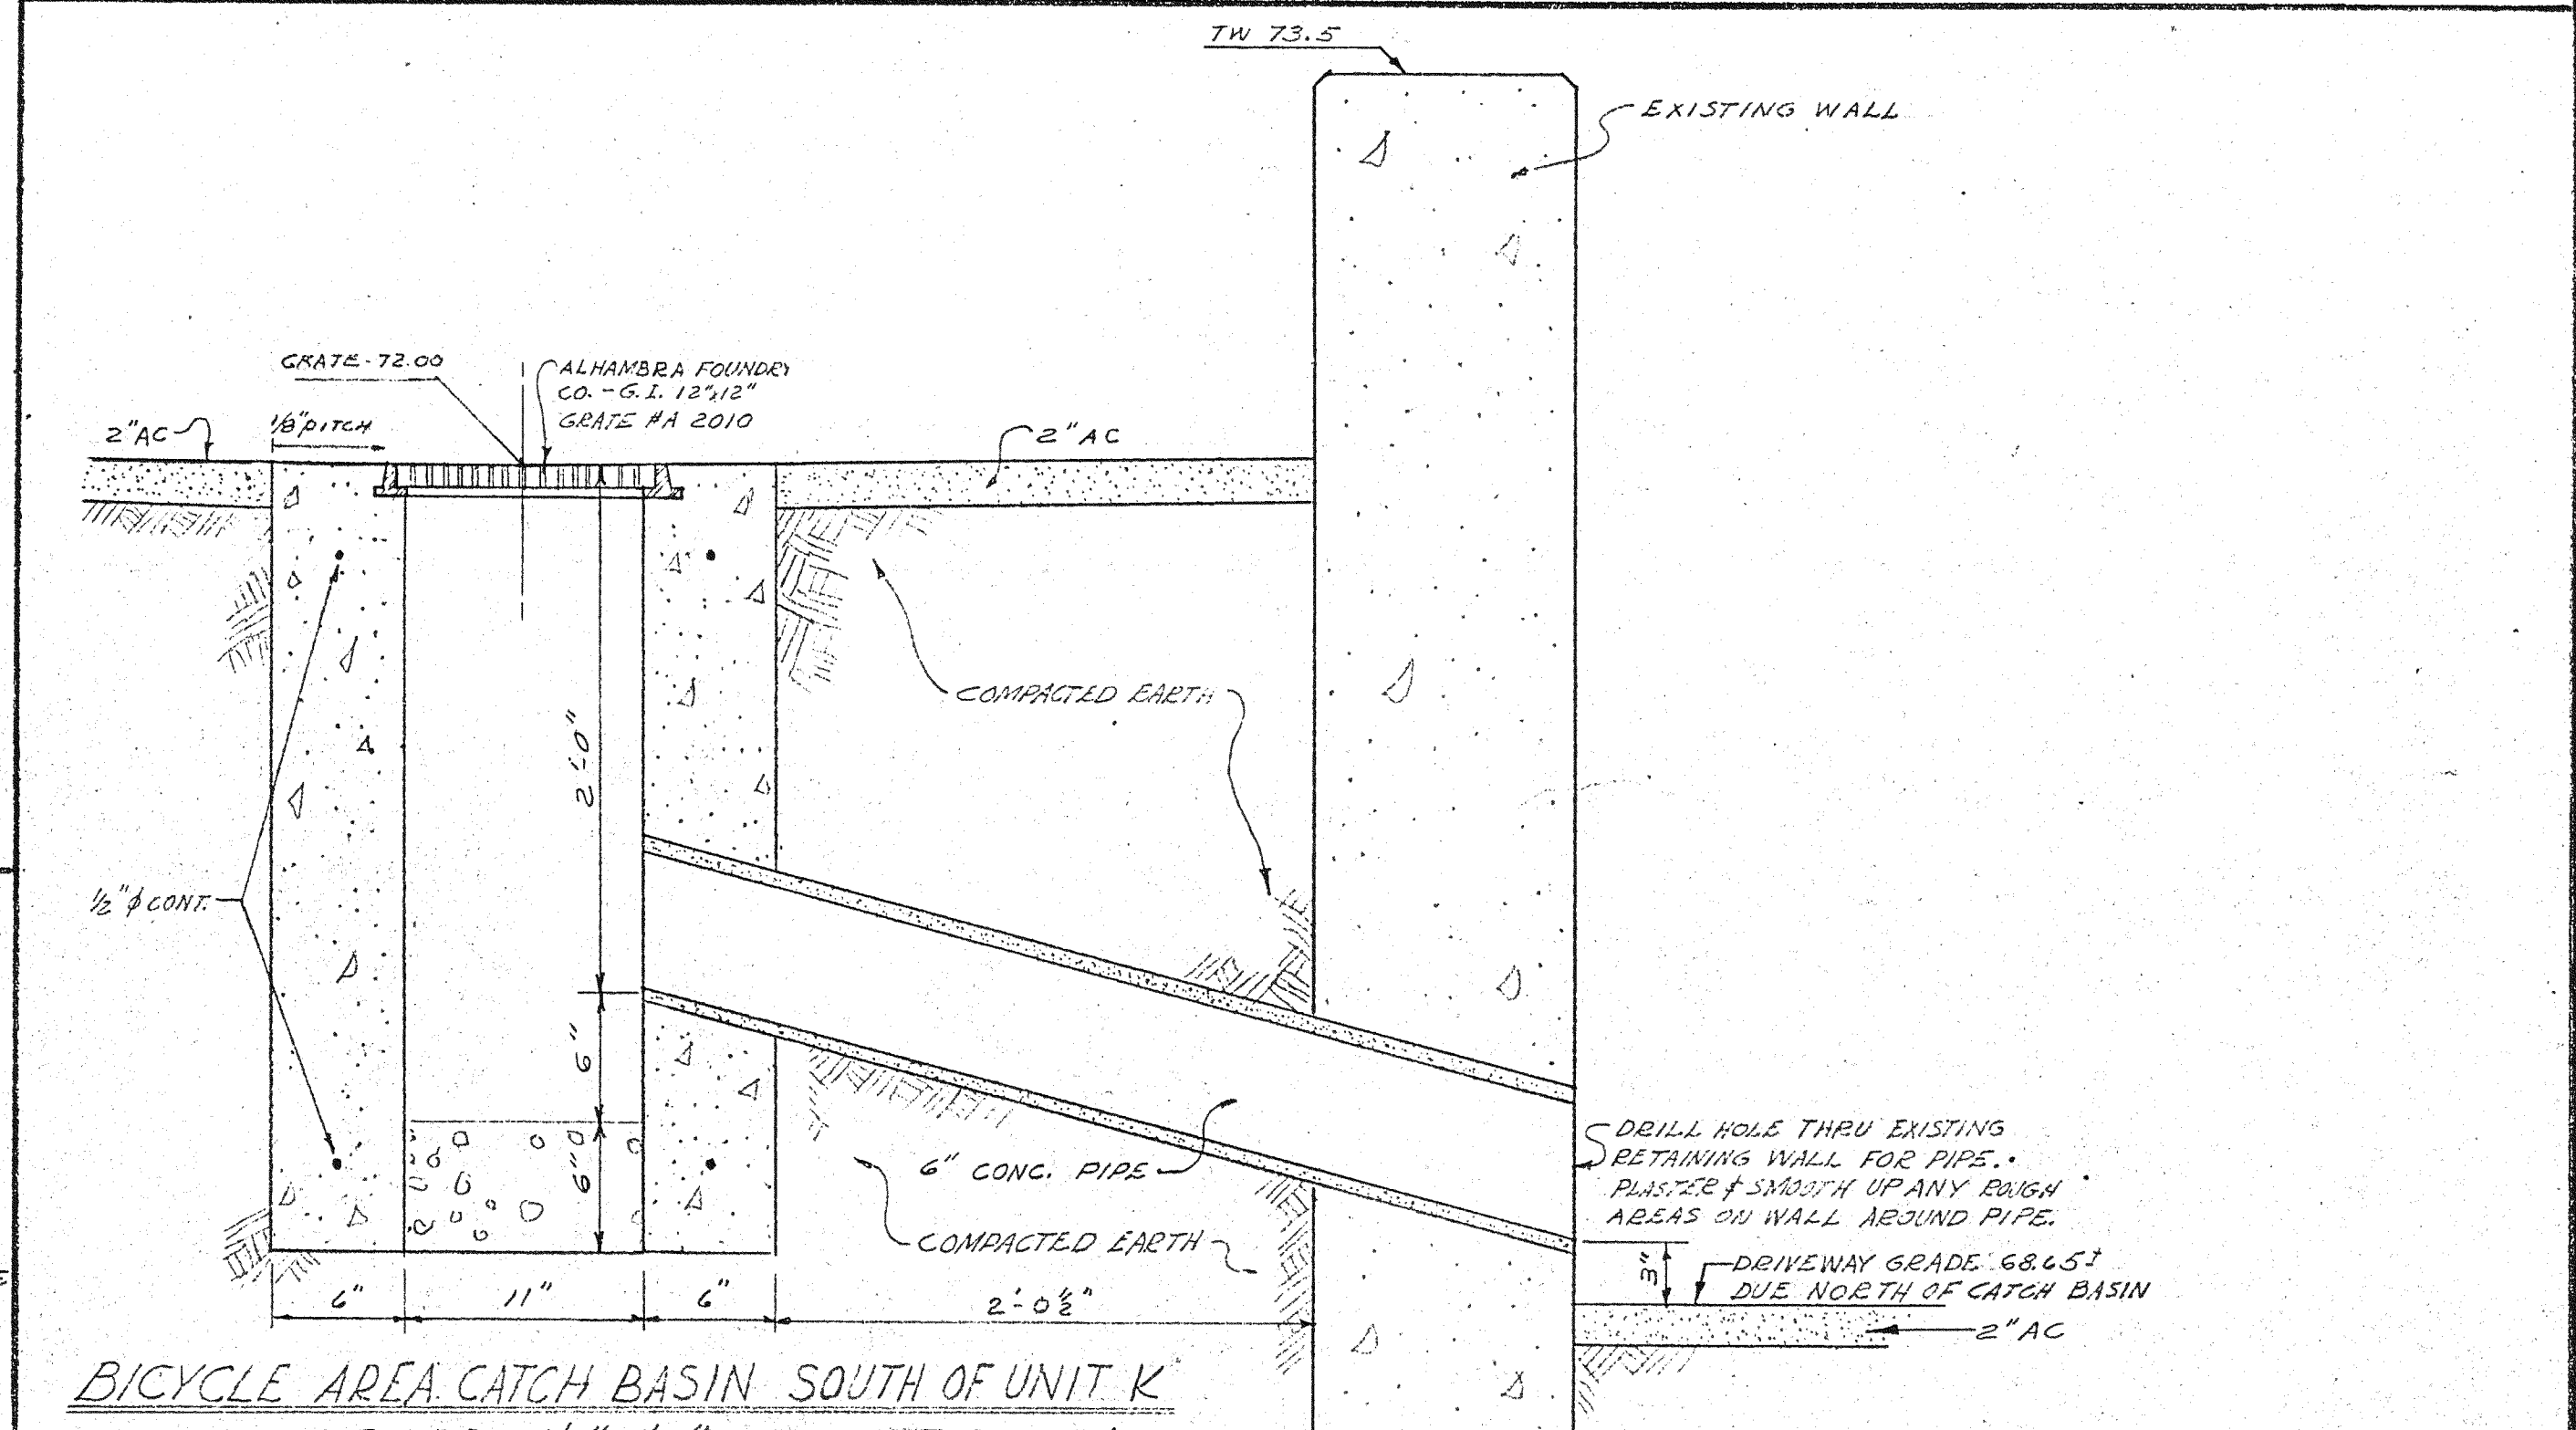 TW 73.5
EXISTING WALL
GRATE-72.00
ALHAMBRA FOUNDRY
CO. - G.I. 12"x12"
GRATE #A 2010
2"AC
1/8" PITCH
2"AC
COMPACTED EARTH
2'-0"
1/2" φ CONT.
6"
6"
6" CONC. PIPE
COMPACTED EARTH
DRILL HOLE THRU EXISTING
RETAINING WALL FOR PIPE.
PLASTER & SMOOTH UP ANY ROUGH
AREAS ON WALL AROUND PIPE.
3"
DRIVEWAY GRADE 68.65±
DUE NORTH OF CATCH BASIN
2"AC
6"
11"
6"
2'-0½"
BICYCLE AREA CATCH BASIN SOUTH OF UNIT K